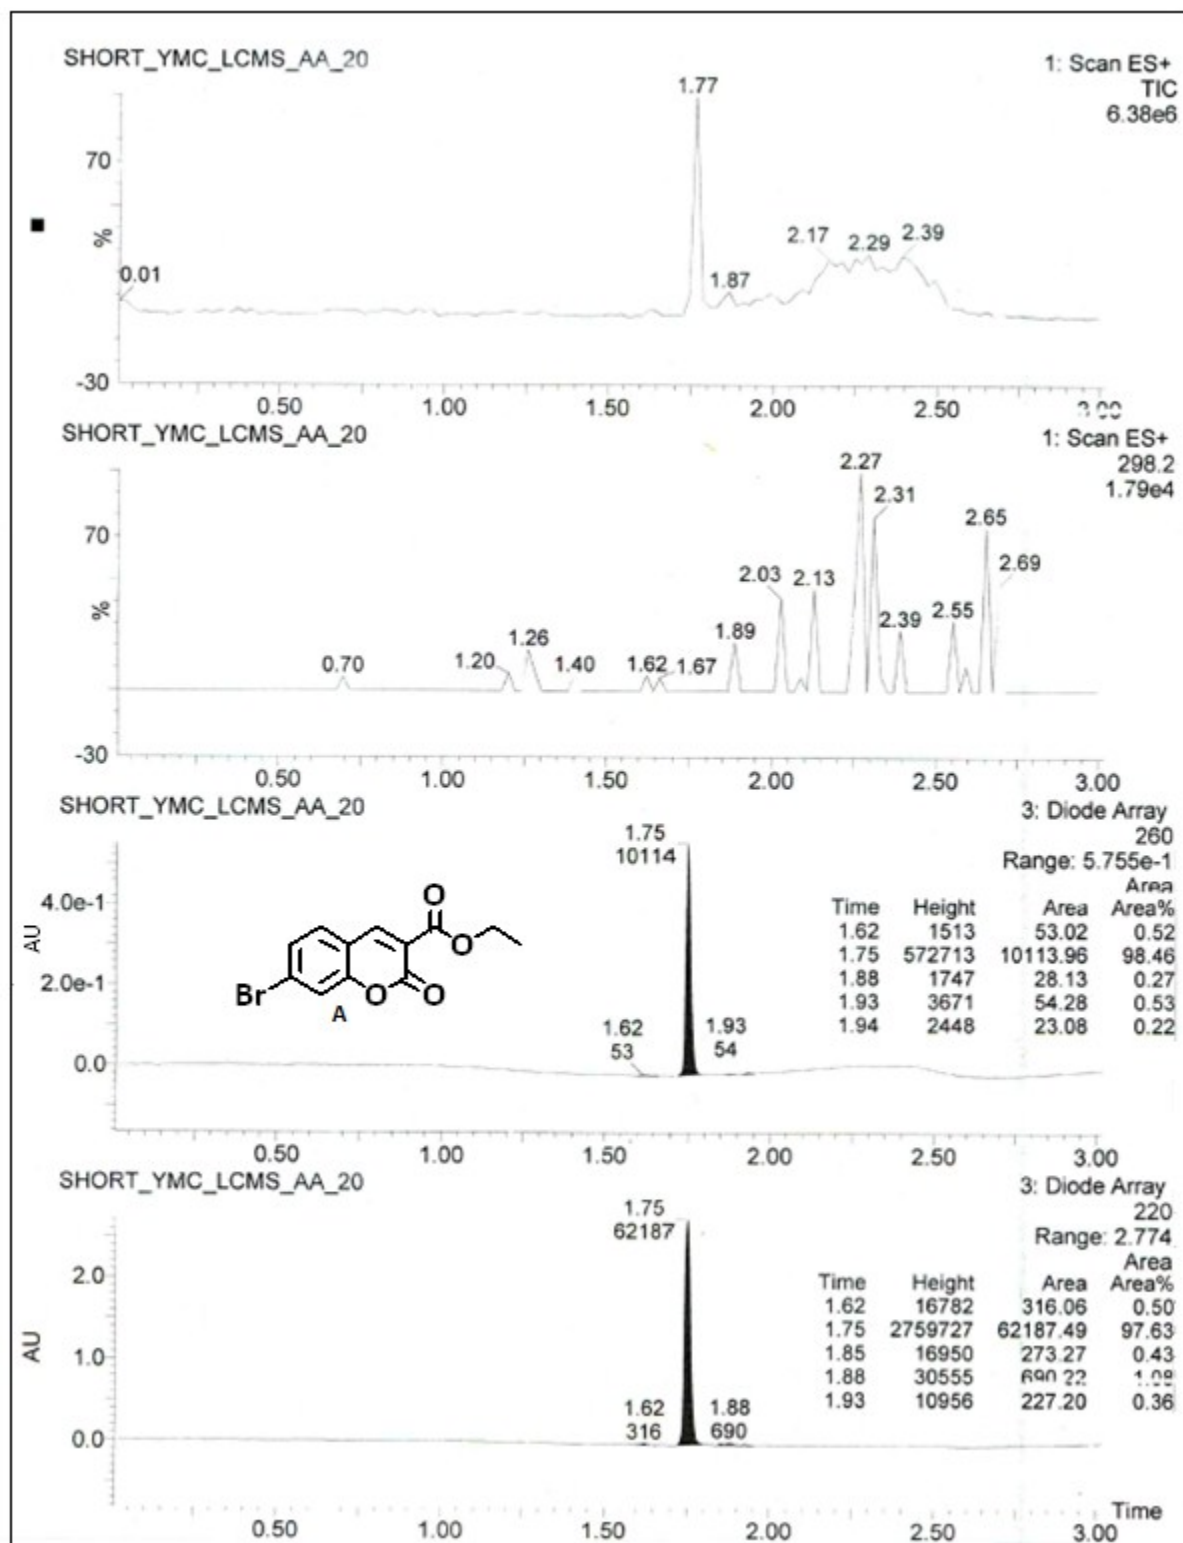 SHORT_YMC_LCMS_AA_20
1: Scan ES+
TIC
6.38e6
1.77
70
%
0.01
1.87
2.17
2.29
2.39
-30
0.50 1.00 1.50 2.00 2.50
SHORT_YMC_LCMS_AA_20
1: Scan ES+
298.2
1.79e4
70
%
0.70
1.20
1.26
1.40
1.62
1.67
1.89
2.03
2.13
2.27
2.31
2.39
2.55
2.65
2.69
-30
0.50 1.00 1.50 2.00 2.50 3.00
SHORT_YMC_LCMS_AA_20
3: Diode Array
260
Range: 5.755e-1
Area
1.75
10114
AU
4.0e-1
2.0e-1
0.0
O
O
Br
O
O
A
1.62
53
1.93
54
Time Height Area Area%
1.62 1513 53.02 0.52
1.75 572713 10113.96 98.46
1.88 1747 28.13 0.27
1.93 3671 54.28 0.53
1.94 2448 23.08 0.22
0.50 1.00 1.50 2.00 2.50 3.00
SHORT_YMC_LCMS_AA_20
3: Diode Array
220
Range: 2.774
Area
1.75
62187
AU
2.0
1.0
0.0
1.62
316
1.88
690
Time Height Area Area%
1.62 16782 316.06 0.50
1.75 2759727 62187.49 97.63
1.85 16950 273.27 0.43
1.88 30555 690.22 1.08
1.93 10956 227.20 0.36
Time
0.50 1.00 1.50 2.00 2.50 3.00